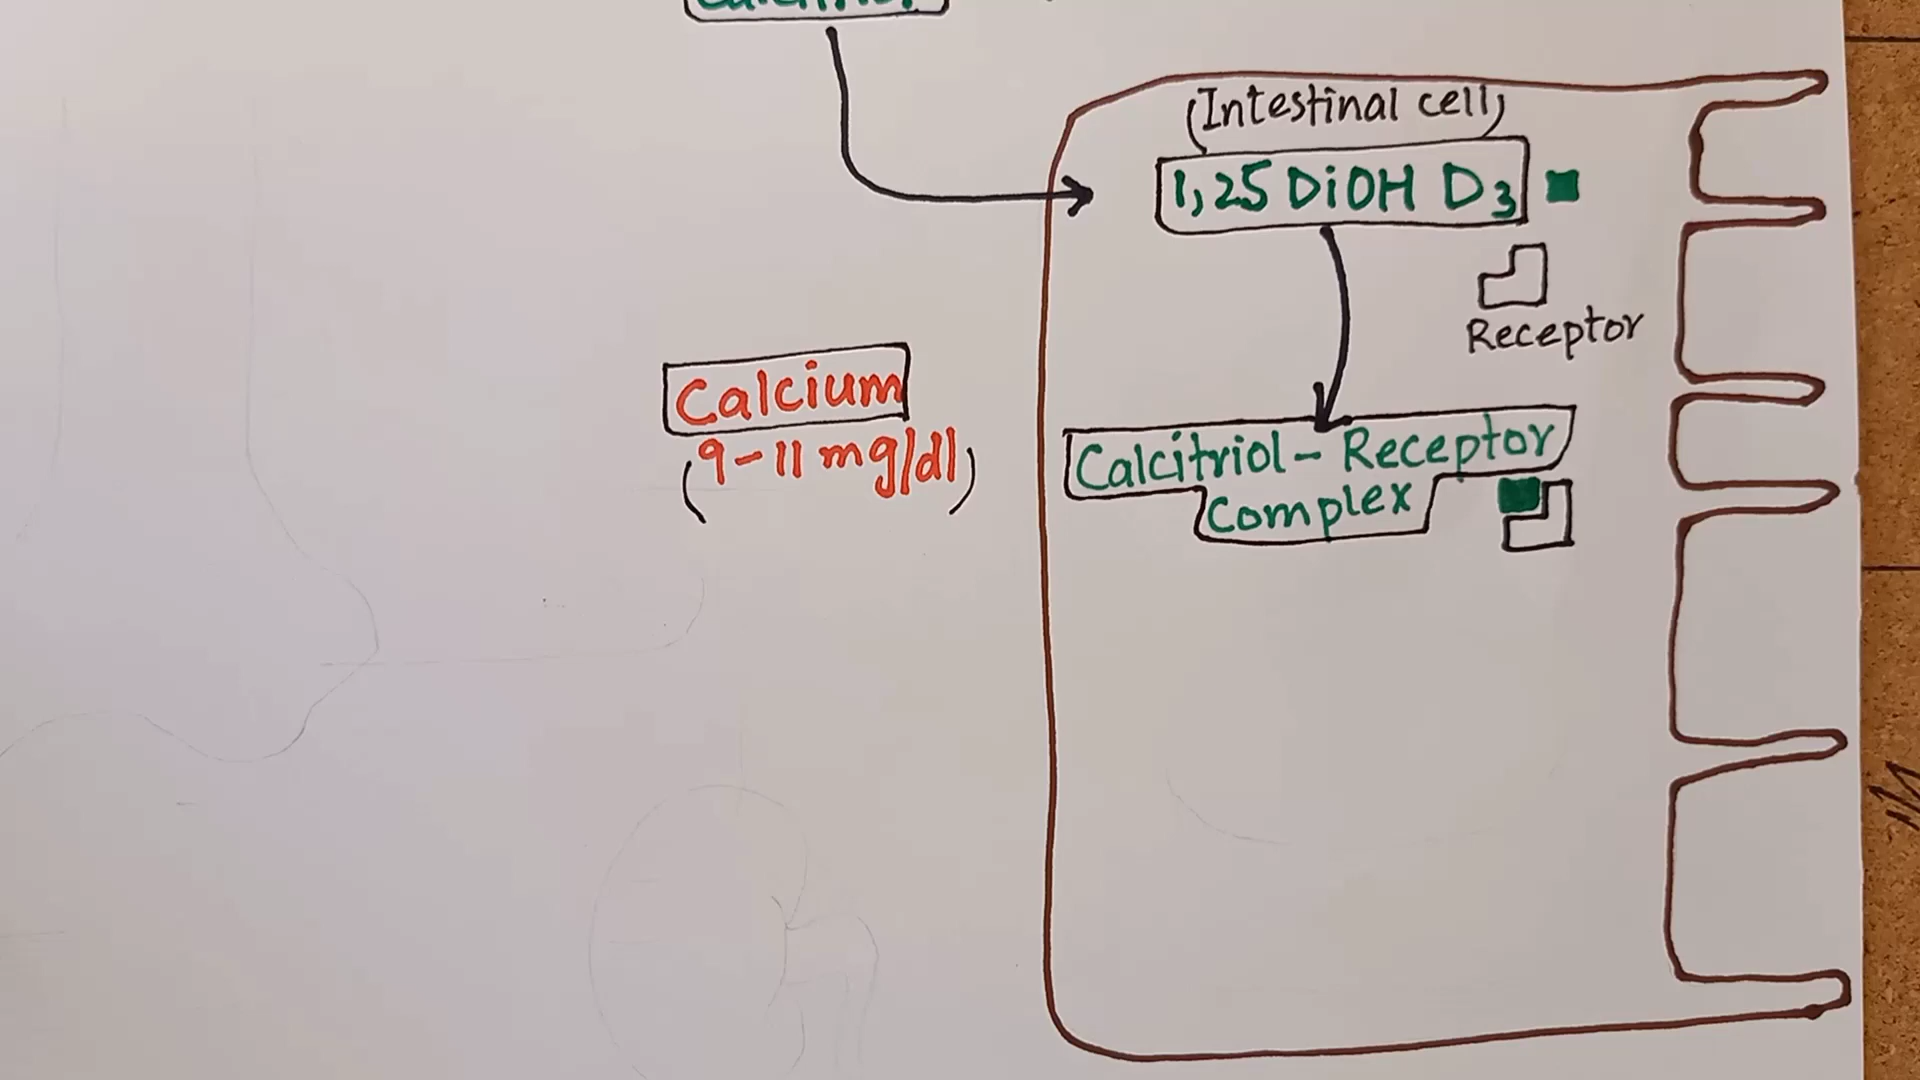 (Intestinal cell)
1,25 DiOH D3
Receptor
Calcium
(9-11 mg/dl)
Calcitriol - Receptor
Complex